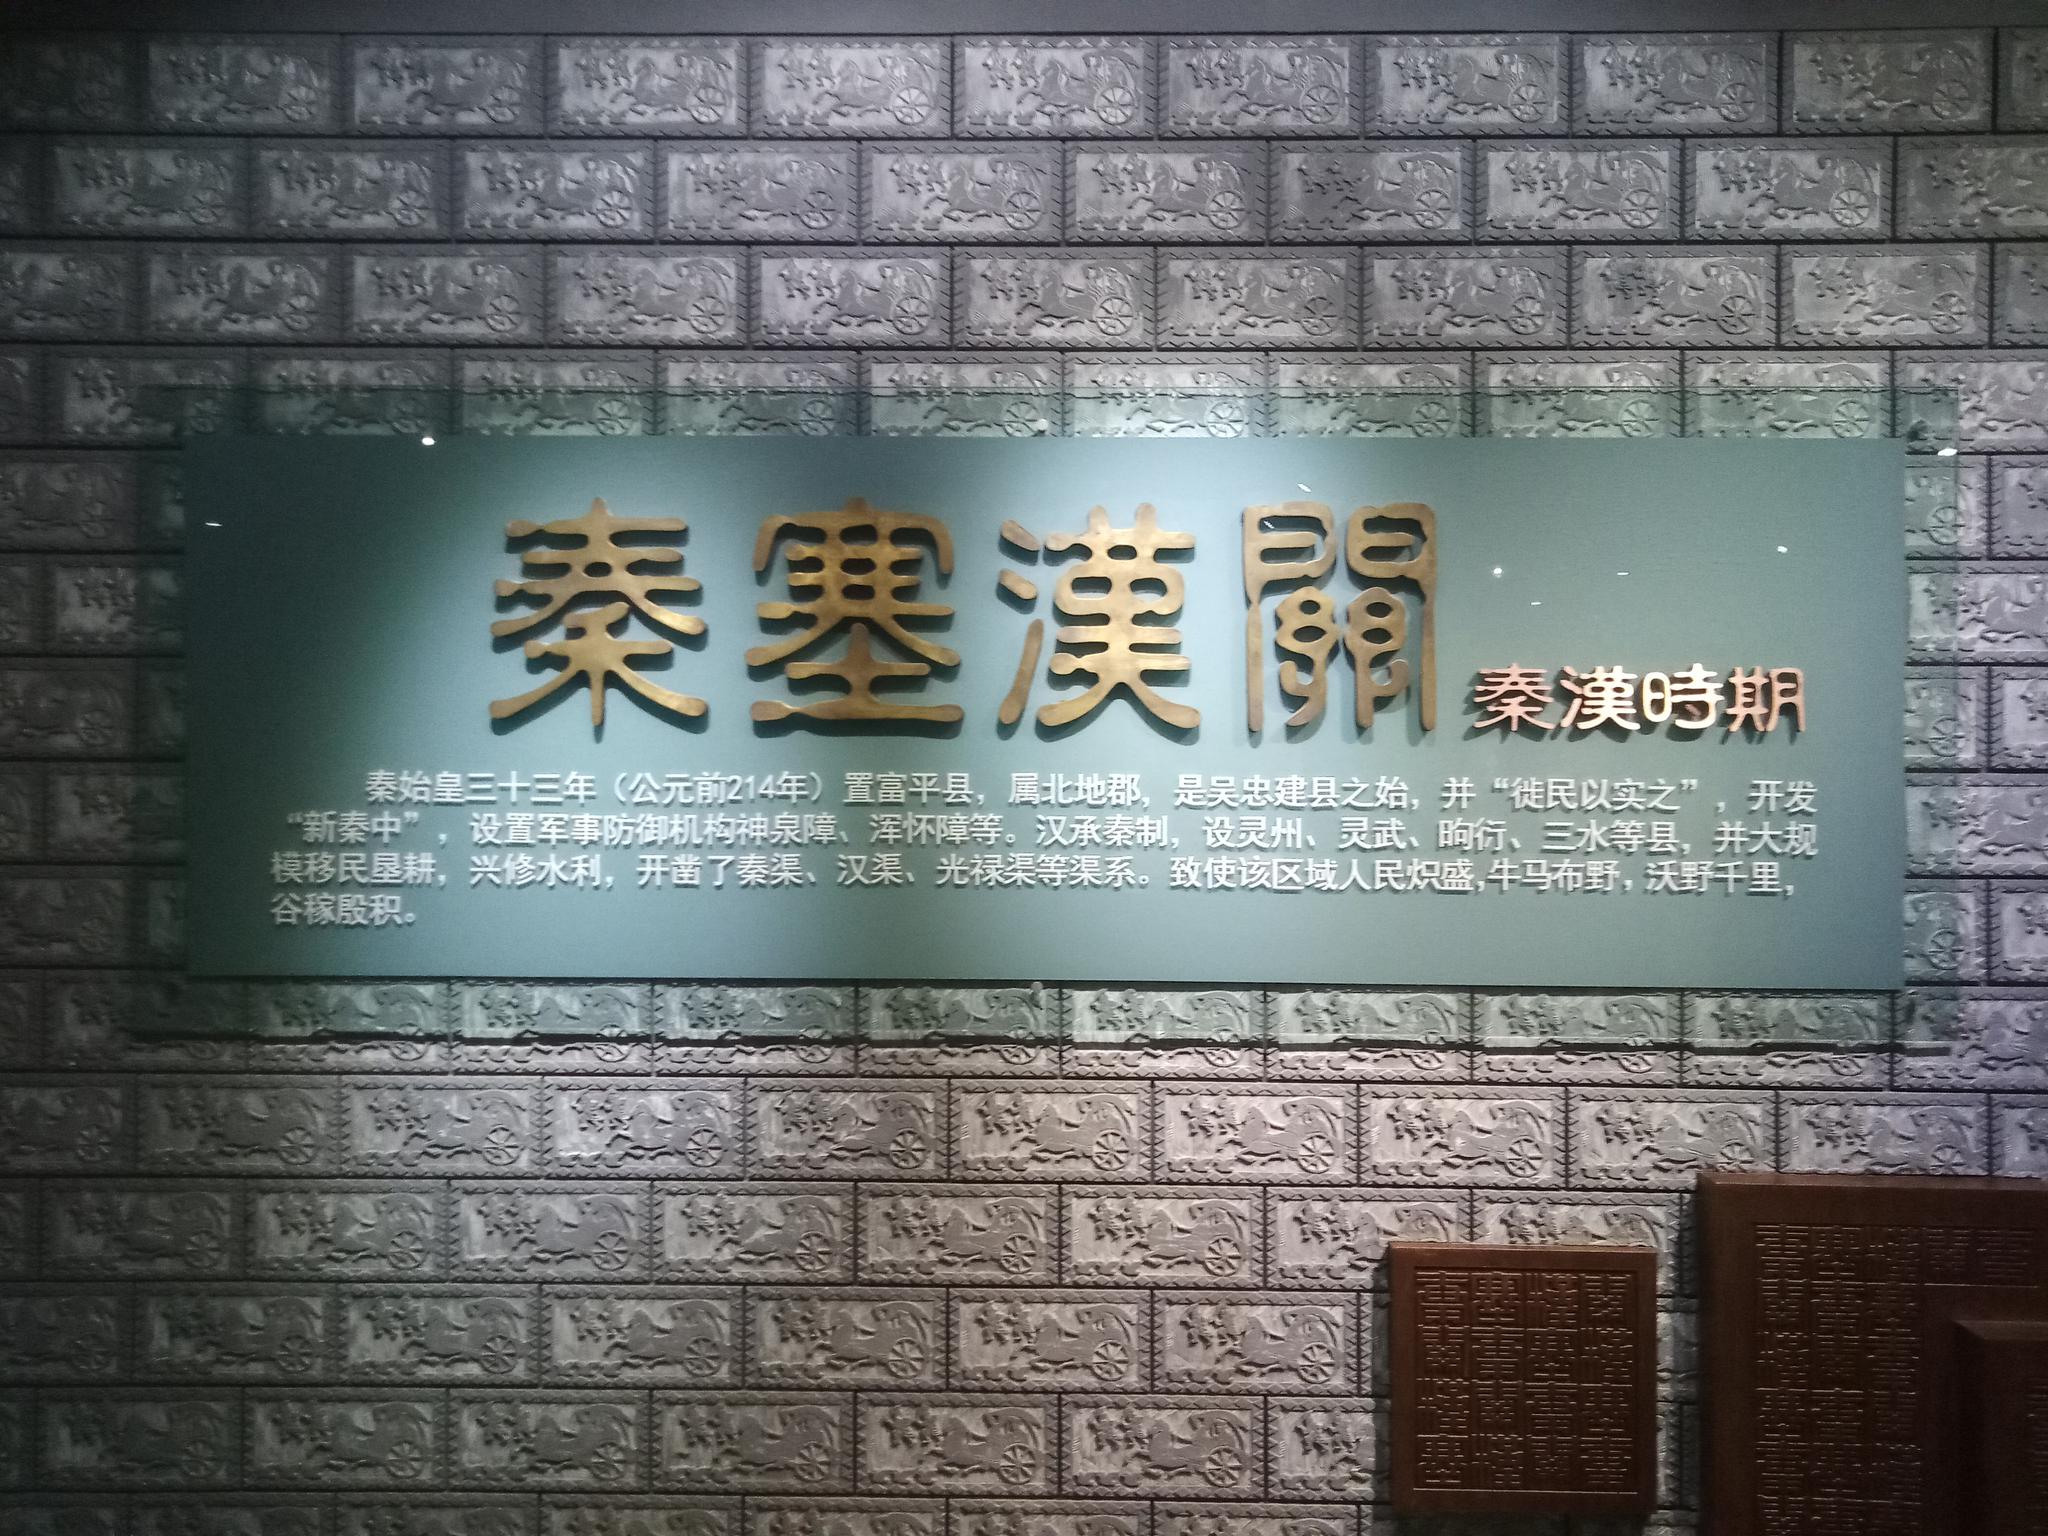 秦塞漢關
秦漢時期
秦始皇三十三年（公元前214年）置富平县，属北地郡，是吴忠建县之始，并“徙民以实之”，开发
“新秦中”，设置军事防御机构神泉障、浑怀障等。汉承秦制，设灵州、灵武、昫衍、三水等县，并大规
模移民垦耕，兴修水利，开凿了秦渠、汉渠、光禄渠等渠系。致使该区域人民炽盛,牛马布野，沃野千里，
谷稼殷积。